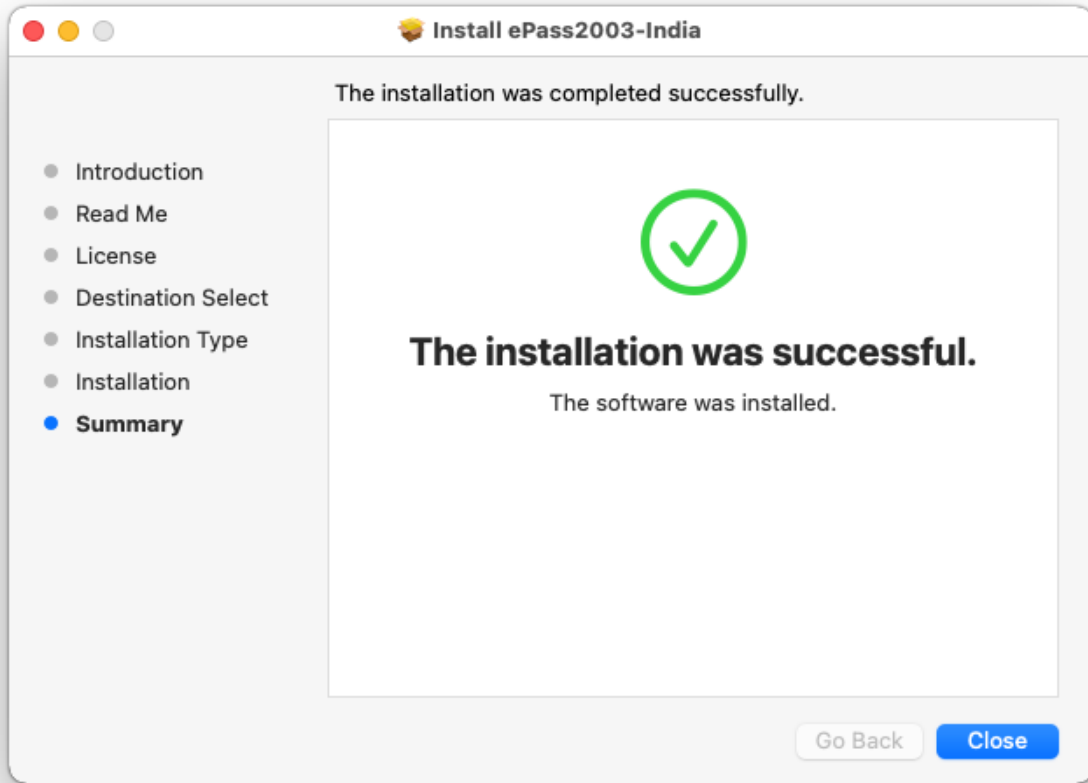 Install ePass2003-India
The installation was completed successfully.
Introduction
Read Me
License
Destination Select
Installation Type
Installation
Summary
The installation was successful.
The software was installed.
Go Back
Close